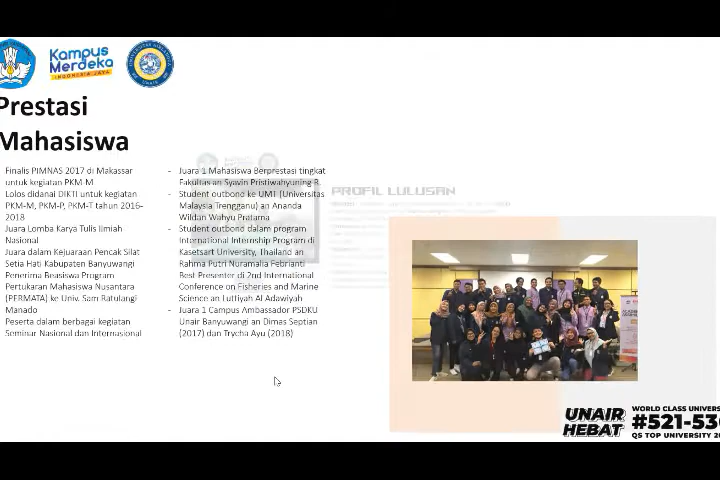 Kampus
Merdeka
INDONESIA JAYA
Prestasi
Mahasiswa
Finalis PIMNAS 2017 di Makassar
untuk kegiatan PKM-M
Lolos didanai DIKTI untuk kegiatan
PKM-M, PKM-P, PKM-T tahun 2016-
2018
Juara Lomba Karya Tulis Ilmiah
Nasional
Juara dalam Kejuaraan Pencak Silat
Setia Hati Kabupaten Banyuwangi
Penerima Beasiswa Program
Pertukaran Mahasiswa Nusantara
(PERMATA) ke Univ. Sam Ratulangi
Manado
Peserta dalam berbagai kegiatan
Seminar Nasional dan Internasional
- Juara 1 Mahasiswa Berprestasi tingkat
Fakultas an Syavin Pristiwahyuning R.
- Student outbond ke UMT (Universitas
Malaysia Trengganu) an Ananda
Wildan Wahyu Pratama
- Student outbond dalam program
International Internship Program di
Kasetsart University, Thailand an
Rahma Putri Nuramalia Febrianti
Best Presenter di 2nd International
Conference on Fisheries and Marine
Science an Lutfiyah Al Adawiyah
- Juara 1 Campus Ambassador PSDKU
Unair Banyuwangi an Dimas Septian
(2017) dan Trycha Ayu (2018)
PROFIL LULUSAN
UNAIR
HEBAT
WORLD CLASS UNIVERS
#521-530
QS TOP UNIVERSITY 20